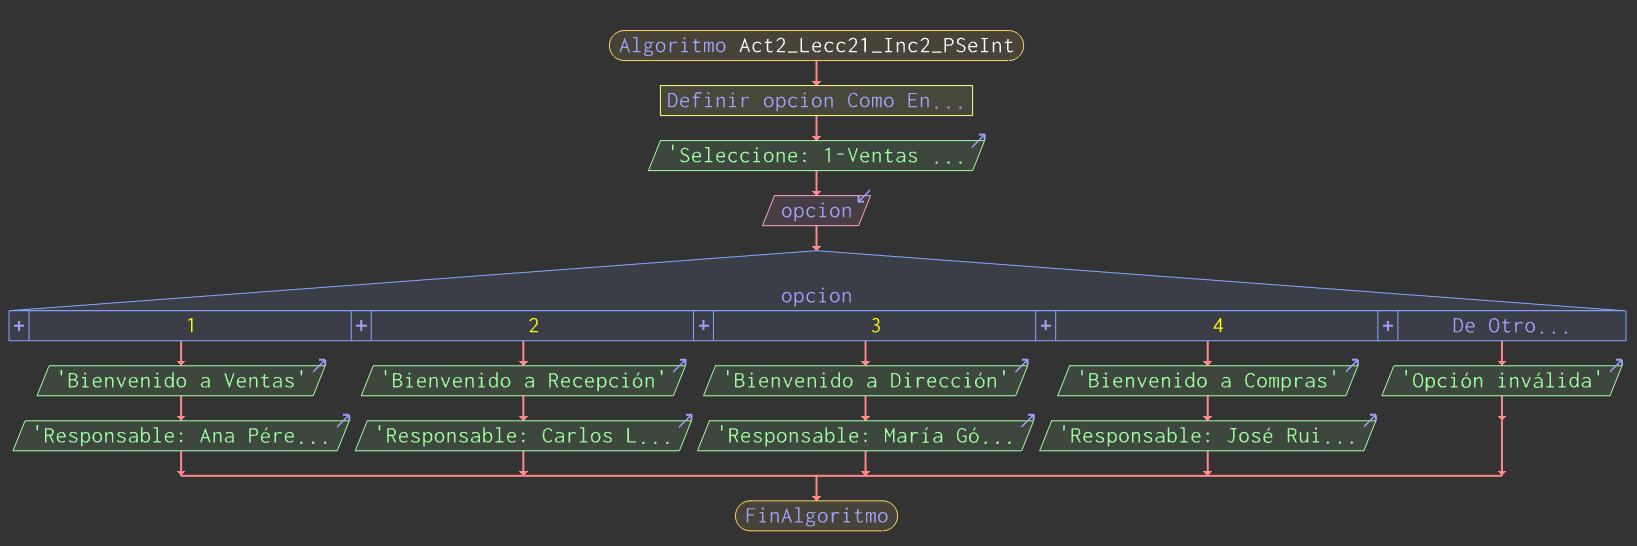 Algoritmo Act2_Lecc21_Inc2_PSeInt
Definir opcion Como En...
'Seleccione: 1-Ventas ...
opcion
opcion
+ 1 + 2 + 3 + 4 + De Otro...
'Bienvenido a Ventas' 'Bienvenido a Recepción' 'Bienvenido a Dirección' 'Bienvenido a Compras' 'Opción inválida'
'Responsable: Ana Pére... 'Responsable: Carlos L... 'Responsable: María Gó... 'Responsable: José Rui...
FinAlgoritmo